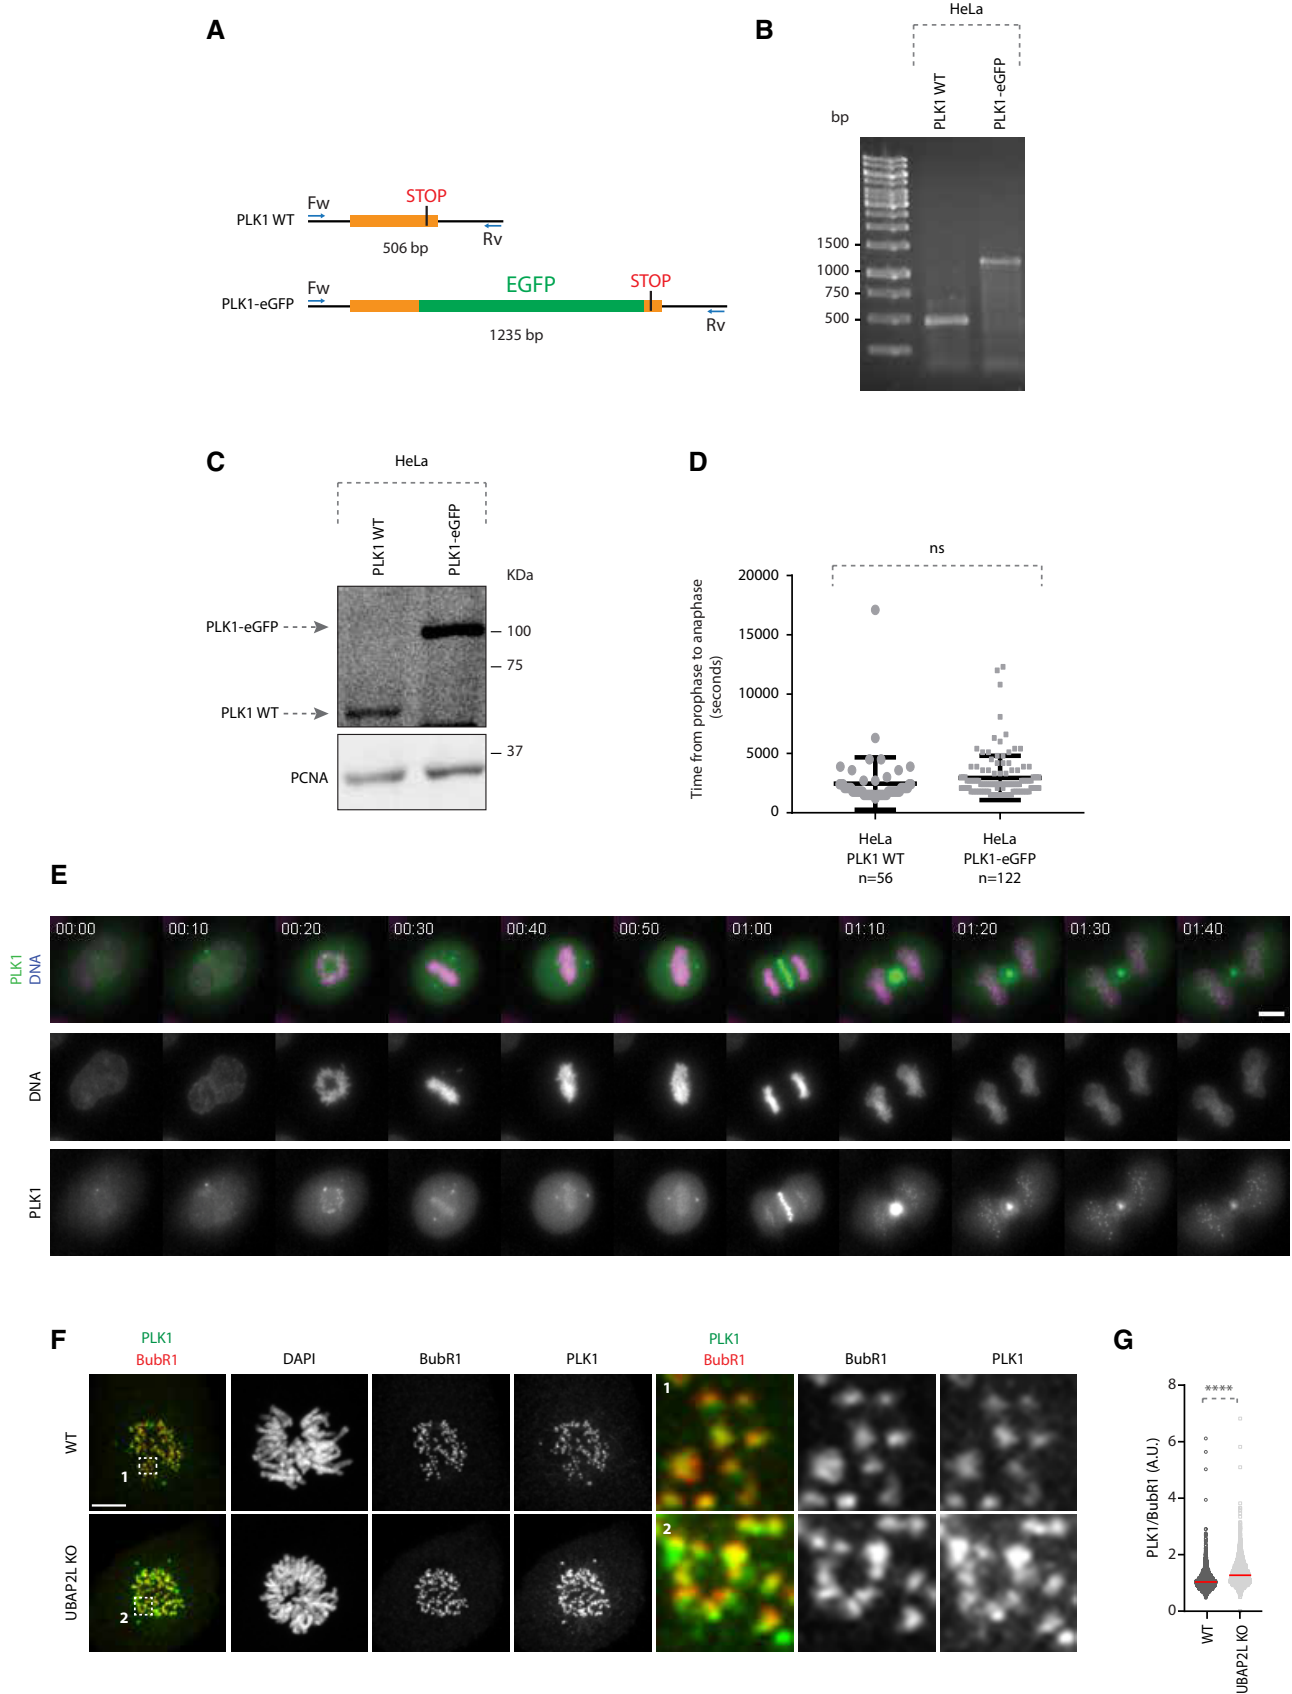 A
Fw
STOP
PLK1 WT
506 bp
Rv
Fw
EGFP
STOP
PLK1-eGFP
1235 bp
Rv
B
HeLa
PLK1 WT
PLK1-eGFP
bp
1500
1000
750
500
C
HeLa
PLK1 WT
PLK1-eGFP
KDa
PLK1-eGFP
100
75
PLK1 WT
37
PCNA
D
ns
Time from prophase to anaphase
(seconds)
20000
15000
10000
5000
0
HeLa
PLK1 WT
n=56
HeLa
PLK1-eGFP
n=122
E
PLK1
DNA
00:00
00:10
00:20
00:30
00:40
00:50
01:00
01:10
01:20
01:30
01:40
DNA
PLK1
F
PLK1
BubR1
DAPI
BubR1
PLK1
PLK1
BubR1
BubR1
PLK1
WT
1
1
UBAP2L KO
2
2
G
PLK1/BubR1 (A.U.)
8
6
4
2
0
****
WT
UBAP2L KO